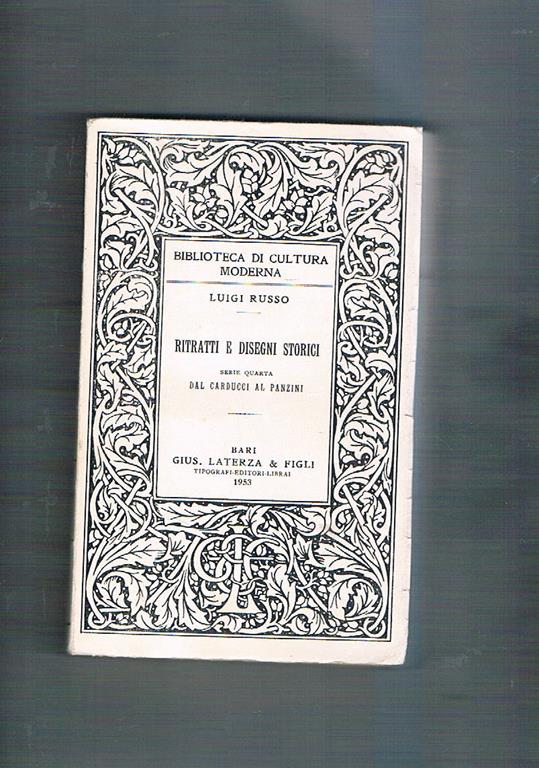 BIBLIOTECA DI CULTURA
MODERNA
LUIGI RUSSO
RITRATTI E DISEGNI STORICI
SERIE QUARTA
DAL CARDUCCI AL PANZINI
BARI
GIUS. LATERZA & FIGLI
TIPOGRAFI-EDITORI-LIBRAI
1953